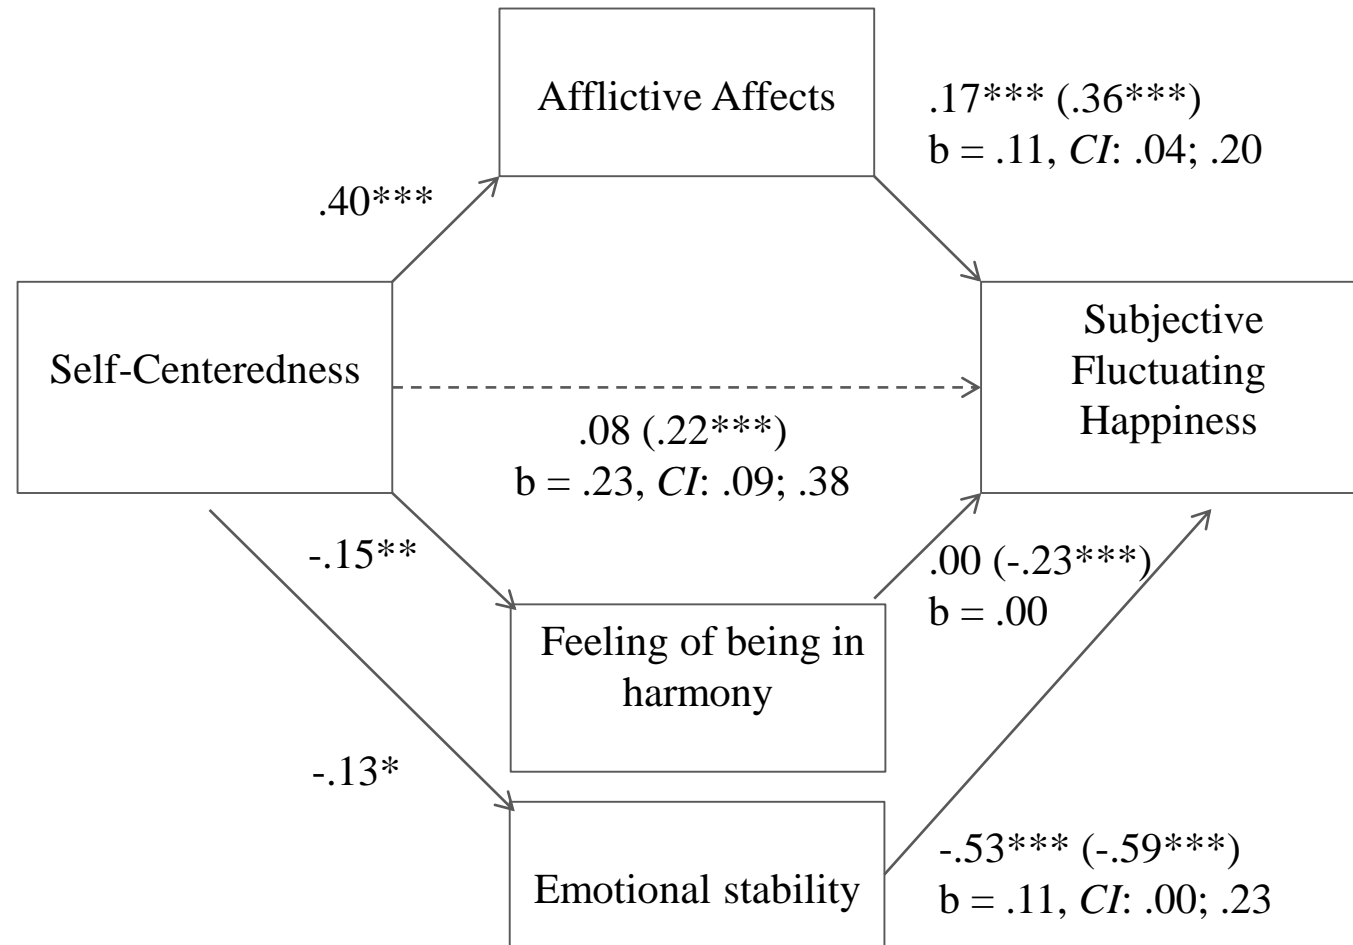 Afflictive Affects
.17*** (.36***)
b = .11, CI: .04; .20
.40***
Self-Centeredness
Subjective
Fluctuating
Happiness
.08 (.22***)
b = .23, CI: .09; .38
-.15**
.00 (-.23***)
b = .00
Feeling of being in
harmony
-.13*
-.53*** (-.59***)
b = .11, CI: .00; .23
Emotional stability